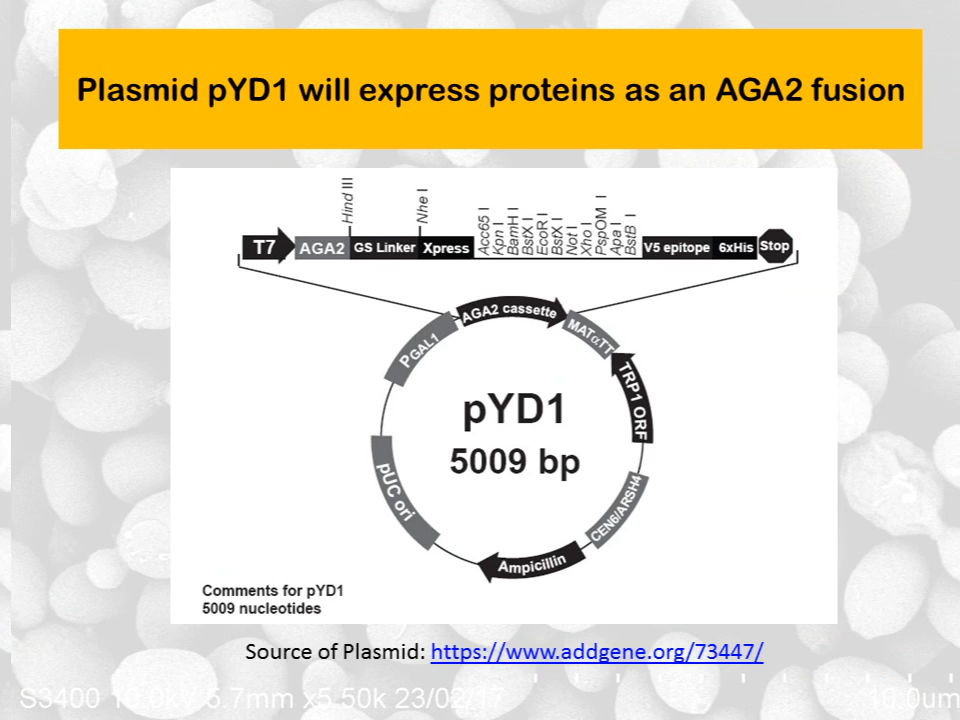 Plasmid pYD1 will express proteins as an AGA2 fusion
Hind III
Nhe I
Acc65 I
Kpn I
BamH I
BstX I
EcoR I
BstX I
Not I
Xho I
PspOM I
Apa I
BstB I
T7
AGA2
GS Linker
Xpress
V5 epitope
6xHis
Stop
AGA2 cassette
MATαTT
PGAL1
TRP1 ORF
pYD1
5009 bp
pUC ori
CEN6/ARSH4
Ampicillin
Comments for pYD1
5009 nucleotides
Source of Plasmid: https://www.addgene.org/73447/
S3400 10.0kV 5.7mm x5.50k 23/02/17
10.0um